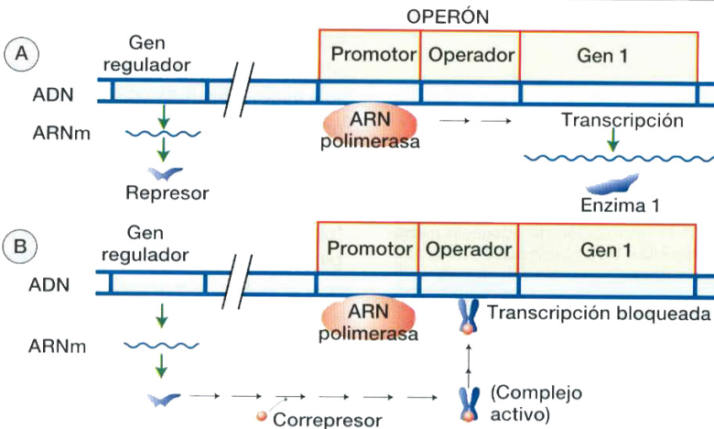 OPERÓN
A
Gen
regulador
Promotor
Operador
Gen 1
ADN
ARNm
ARN
polimerasa
Transcripción
Represor
Enzima 1
B
Gen
regulador
Promotor
Operador
Gen 1
ADN
ARN
polimerasa
Transcripción bloqueada
ARNm
Correpresor
(Complejo
activo)